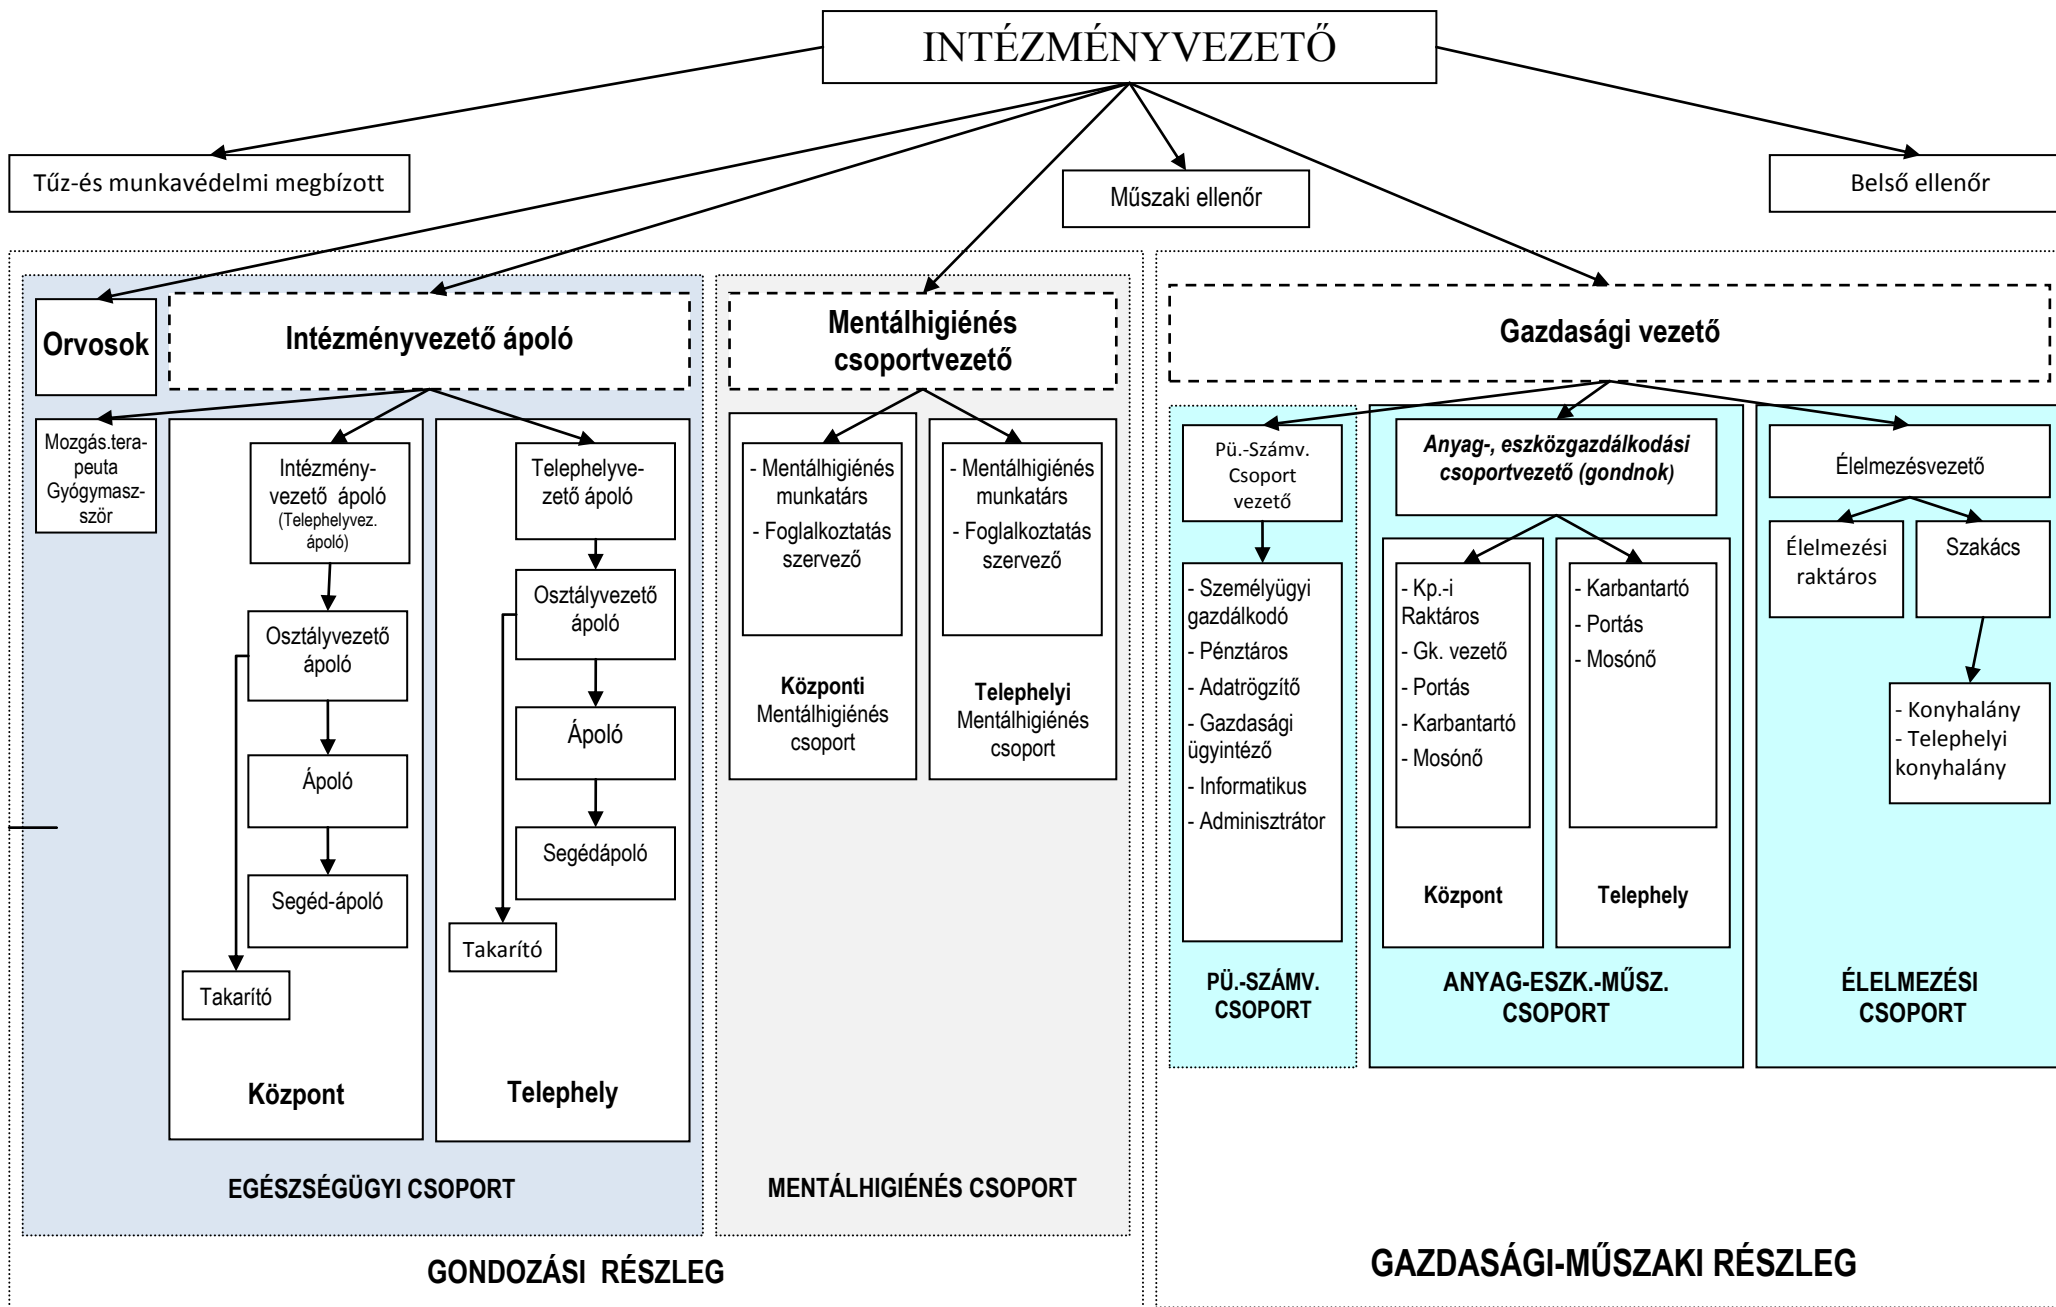 INTÉZMÉNYVEZETŐ
Tűz-és munkavédelmi megbízott
Műszaki ellenőr
Belső ellenőr
Orvosok
Intézményvezető ápoló
Mentálhigiénés
csoportvezető
Gazdasági vezető
Mozgás.tera-
peuta
Gyógymasz-
ször
Intézmény-
vezető ápoló
(Telephelyvez.
ápoló)
Osztályvezető
ápoló
Ápoló
Segéd-ápoló
Takarító
Központ
Telephelyve-
zető ápoló
Osztályvezető
ápoló
Ápoló
Segédápoló
Takarító
Telephely
EGÉSZSÉGÜGYI CSOPORT
- Mentálhigiénés
munkatárs
- Foglalkoztatás
szervező
Központi
Mentálhigiénés
csoport
- Mentálhigiénés
munkatárs
- Foglalkoztatás
szervező
Telephelyi
Mentálhigiénés
csoport
MENTÁLHIGIÉNÉS CSOPORT
GONDOZÁSI RÉSZLEG
Pü.-Számv.
Csoport
vezető
- Személyügyi
gazdálkodó
- Pénztáros
- Adatrögzítő
- Gazdasági
ügyintéző
- Informatikus
- Adminisztrátor
PÜ.-SZÁMV.
CSOPORT
Anyag-, eszközgazdálkodási
csoportvezető (gondnok)
- Kp.-i
Raktáros
- Gk. vezető
- Portás
- Karbantartó
- Mosónő
Központ
- Karbantartó
- Portás
- Mosónő
Telephely
ANYAG-ESZK.-MŰSZ.
CSOPORT
Élelmezésvezető
Élelmezési
raktáros
Szakács
- Konyhalány
- Telephelyi
konyhalány
ÉLELMEZÉSI
CSOPORT
GAZDASÁGI-MŰSZAKI RÉSZLEG